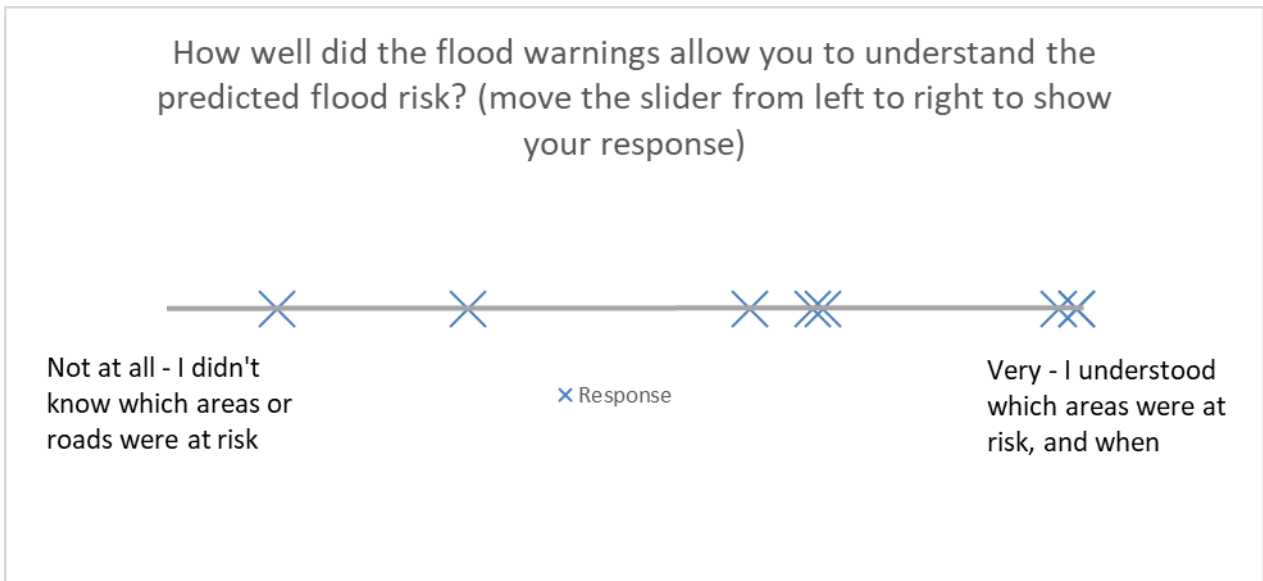 How well did the flood warnings allow you to understand the
predicted flood risk? (move the slider from left to right to show
your response)
Not at all - I didn't
know which areas or
roads were at risk
Response
Very - I understood
which areas were at
risk, and when